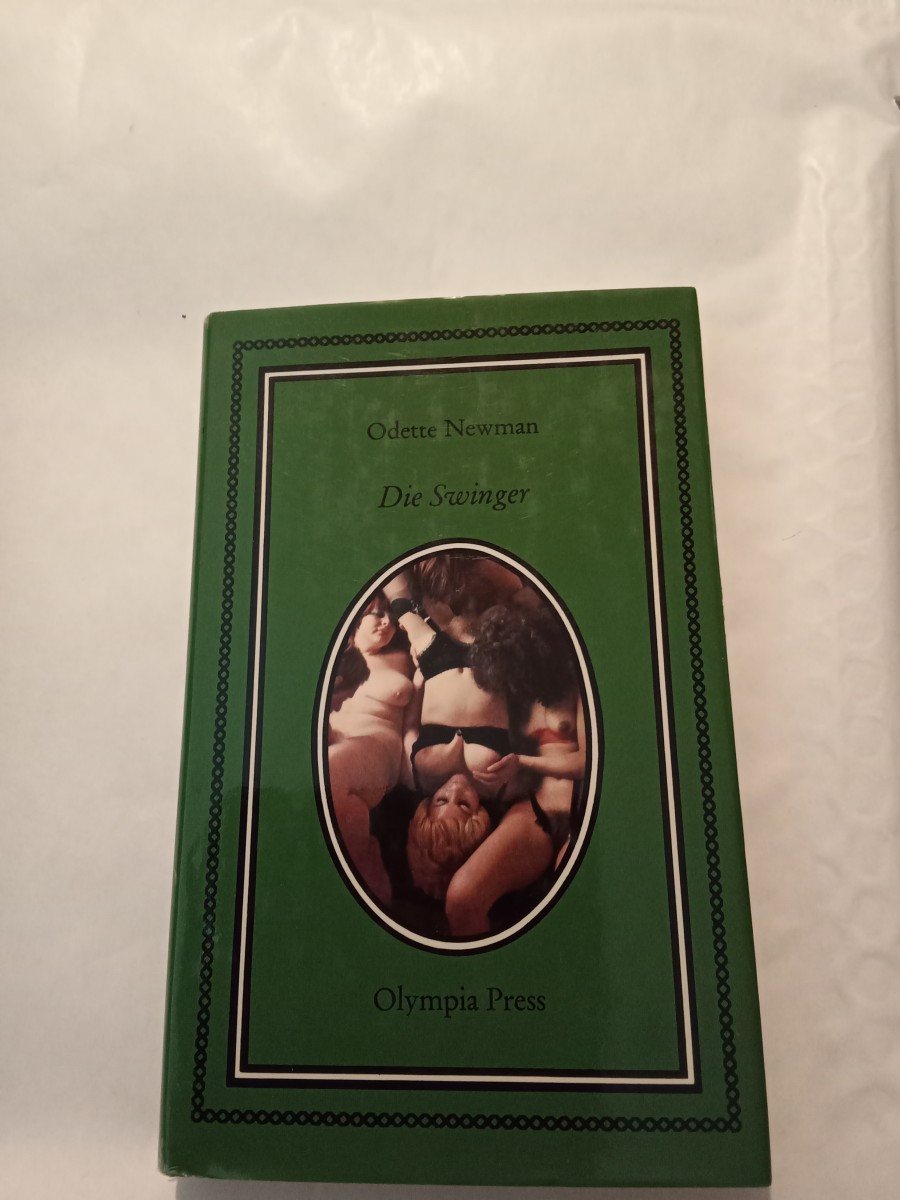 Odette Newman
Die Swinger
Olympia Press